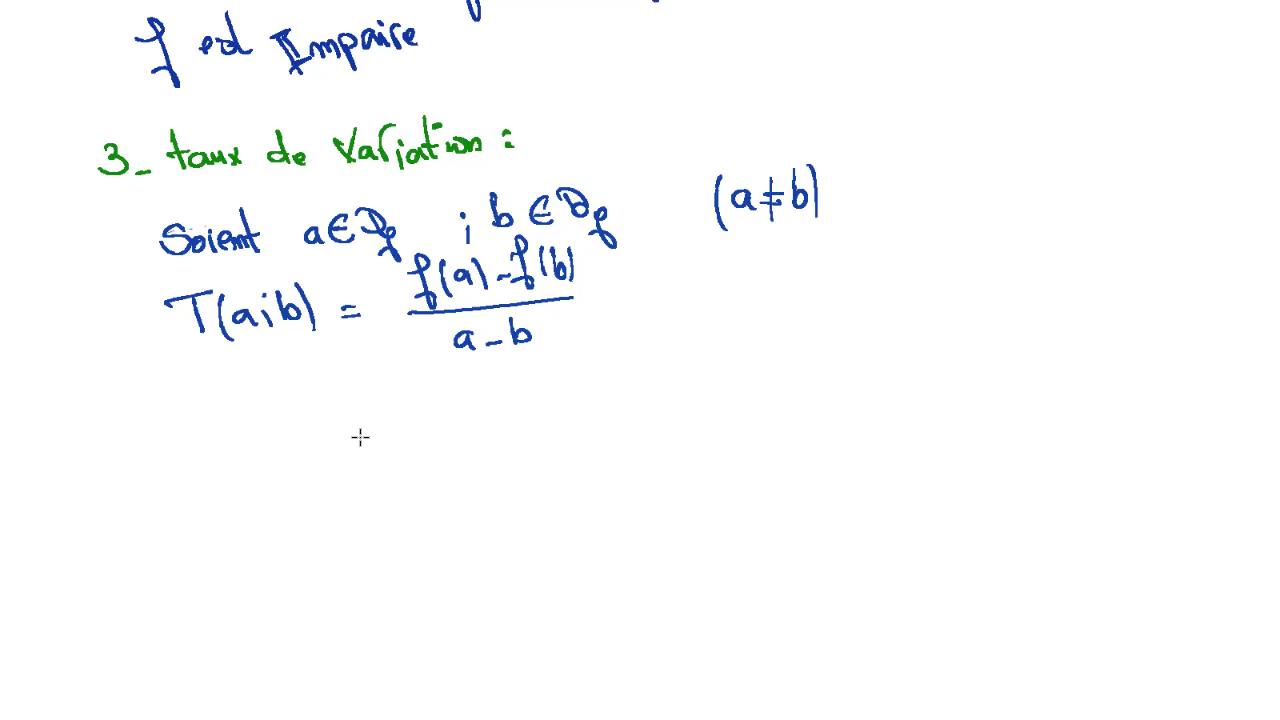 f est Impaire
3_ taux de Variation :
Soient a ∈ Df ; b ∈ Df (a ≠ b)
T(a;b) = f(a) - f(b) / a - b